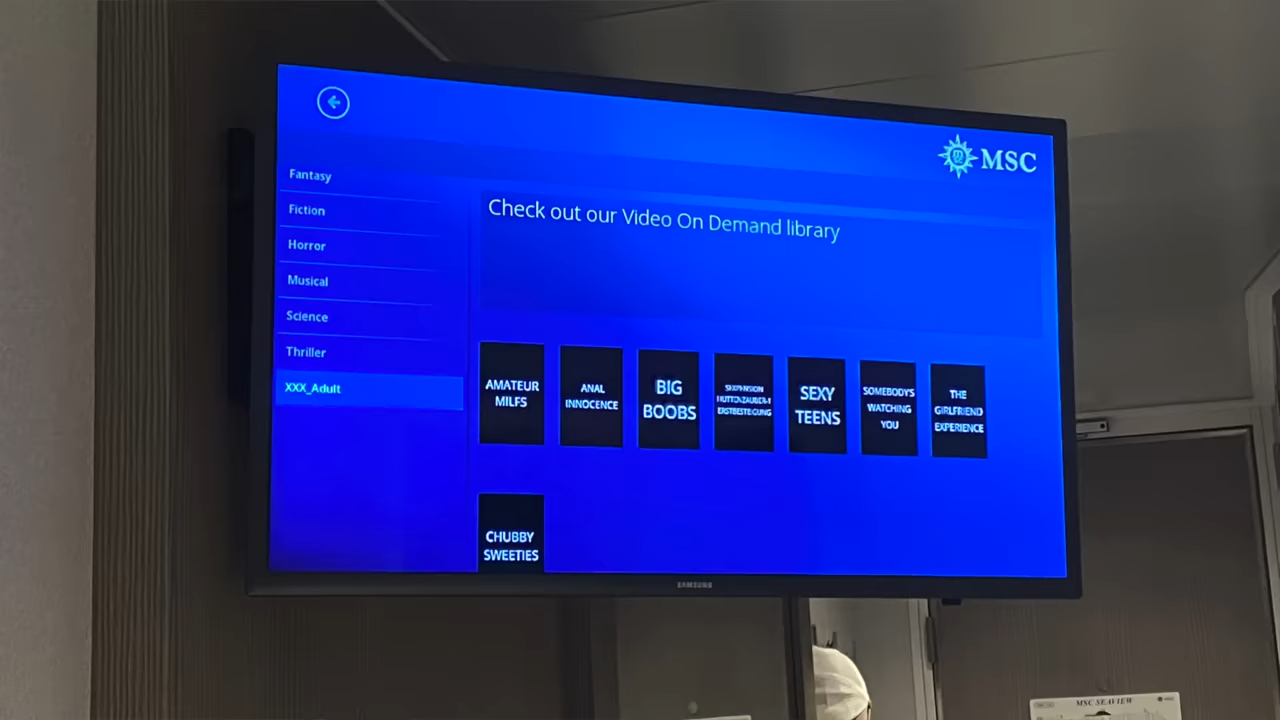 MSC
Fantasy
Fiction
Horror
Musical
Science
Thriller
XXX_Adult
Check out our Video On Demand library
AMATEUR
MILFS
ANAL
INNOCENCE
BIG
BOOBS
SEXY
TEENS
SOMEBODY'S
WATCHING
YOU
THE
GIRLFRIEND
EXPERIENCE
CHUBBY
SWEETIES
SAMSUNG
MSC SEAVIEW